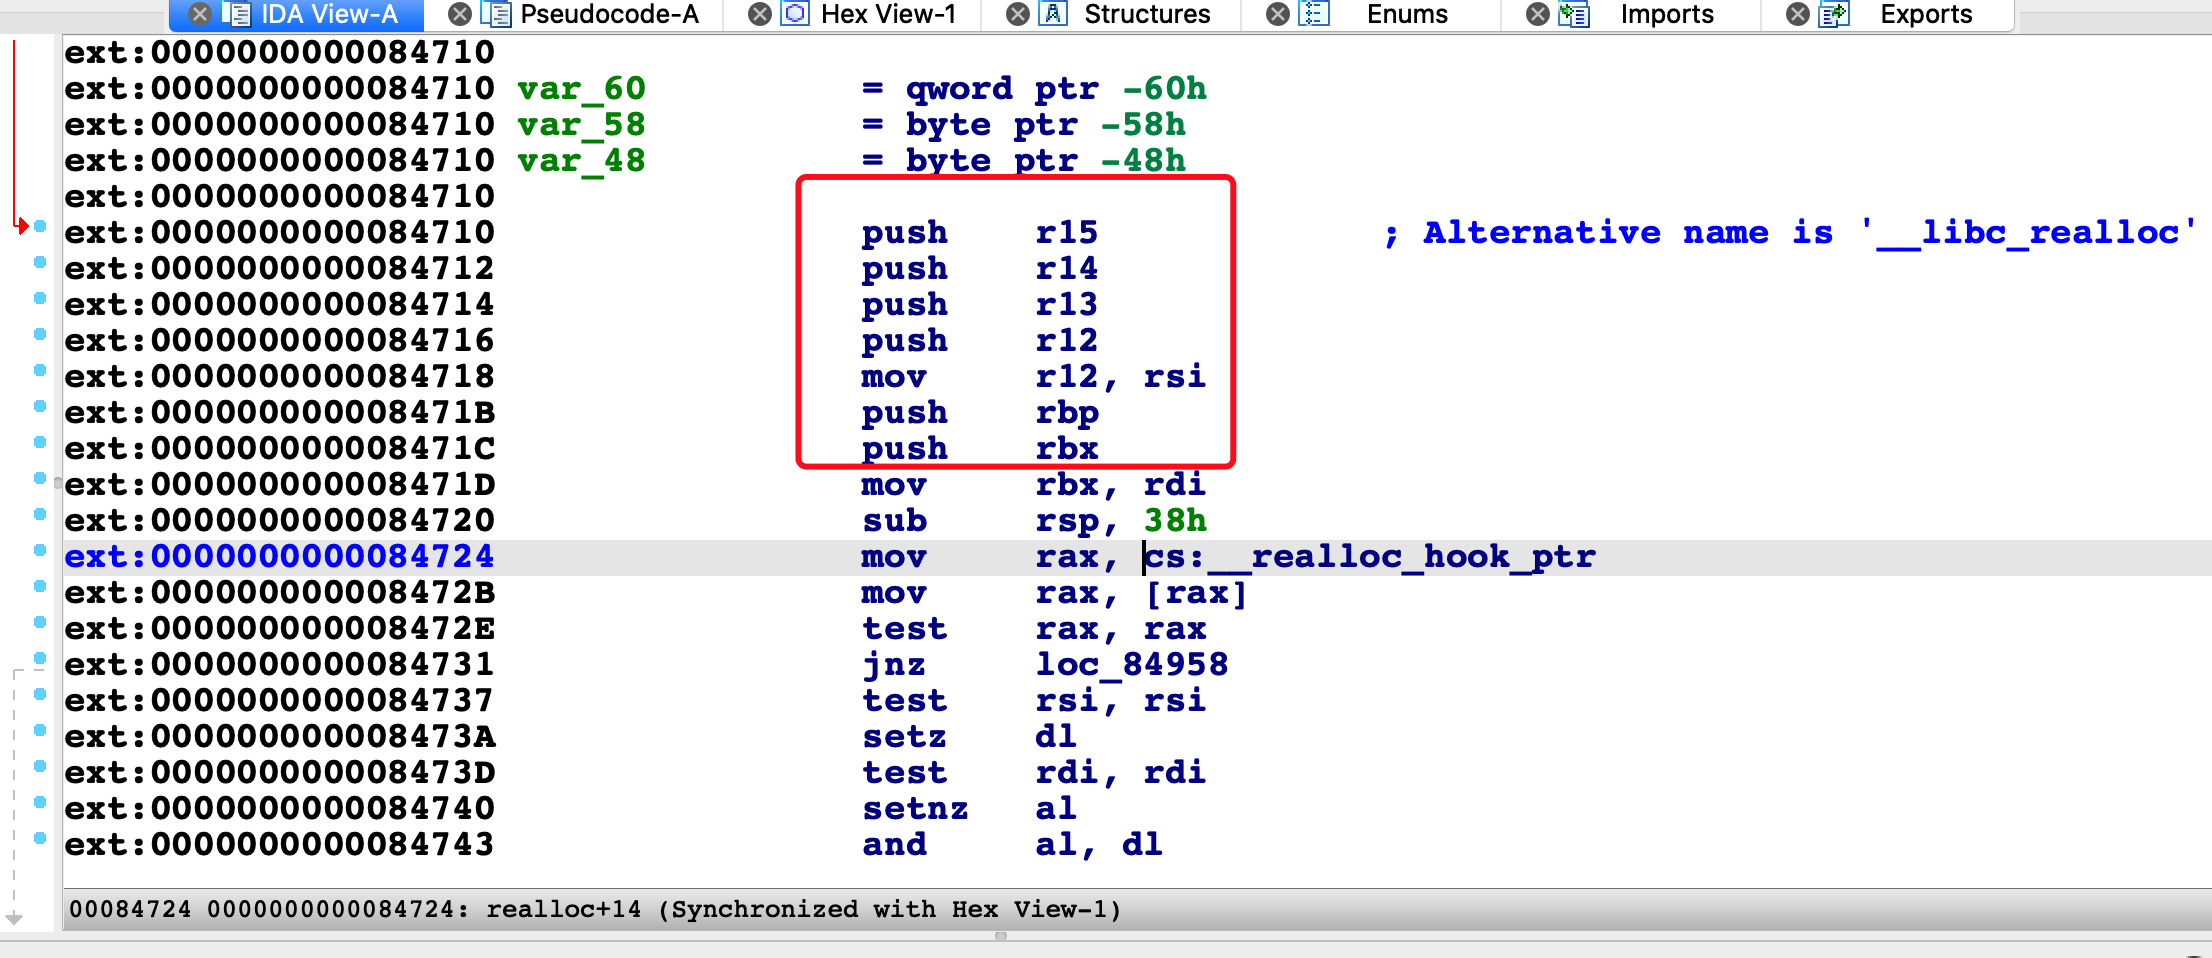 IDA View-A Pseudocode-A Hex View-1 Structures Enums Imports Exports
ext:0000000000084710
ext:0000000000084710 var_60 = qword ptr -60h
ext:0000000000084710 var_58 = byte ptr -58h
ext:0000000000084710 var_48 = byte ptr -48h
ext:0000000000084710
ext:0000000000084710 push r15 ; Alternative name is '__libc_realloc'
ext:0000000000084712 push r14
ext:0000000000084714 push r13
ext:0000000000084716 push r12
ext:0000000000084718 mov r12, rsi
ext:000000000008471B push rbp
ext:000000000008471C push rbx
ext:000000000008471D mov rbx, rdi
ext:0000000000084720 sub rsp, 38h
ext:0000000000084724 mov rax, cs:__realloc_hook_ptr
ext:000000000008472B mov rax, [rax]
ext:000000000008472E test rax, rax
ext:0000000000084731 jnz loc_84958
ext:0000000000084737 test rsi, rsi
ext:000000000008473A setz dl
ext:000000000008473D test rdi, rdi
ext:0000000000084740 setnz al
ext:0000000000084743 and al, dl
00084724 0000000000084724: realloc+14 (Synchronized with Hex View-1)